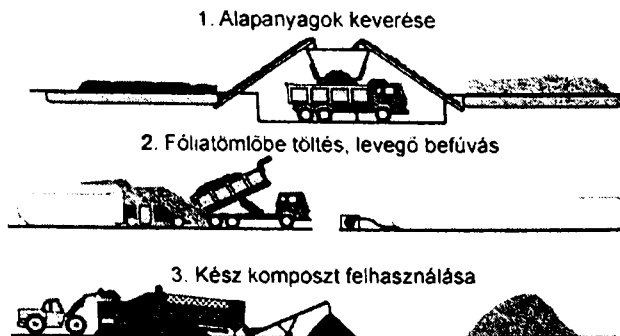 1. Alapanyagok keverése
2. Fóliatömlőbe töltés, levegő befúvás
3. Kész komposzt felhasználása